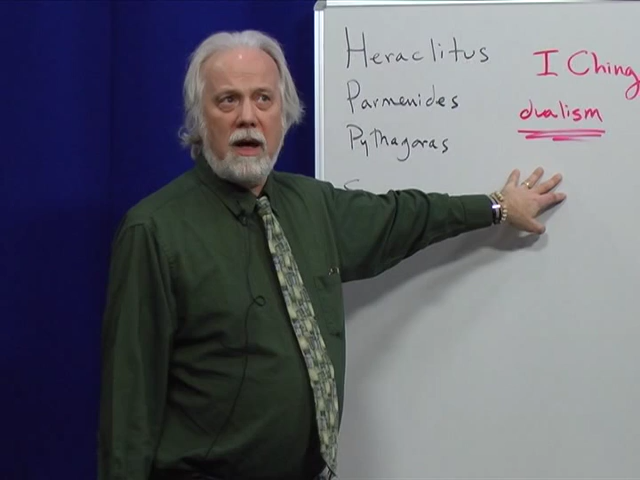 Heraclitus
Parmenides
Pythagoras
I Ching
dualism